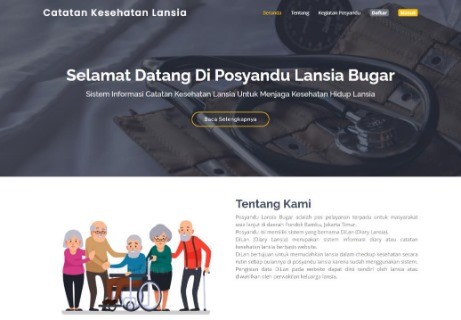 Catatan Kesehatan Lansia
Beranda Tentang Kegiatan Posyandu Daftar Masuk
Selamat Datang Di Posyandu Lansia Bugar
Sistem Informasi Catatan Kesehatan Lansia Untuk Menjaga Kesehatan Hidup Lansia
Baca Selengkapnya
Tentang Kami
Posyandu Lansia Bugar adalah pos pelayanan terpadu untuk masyarakat
usia lanjut di daerah Pondok Bambu, Jakarta Timur.
Posyandu ini memiliki sistem yang bernama DiLan (Diary Lansia).
DiLan (Diary Lansia) merupakan sistem informasi diary atau catatan
kesehatan lansia berbasis website.
DiLan bertujuan untuk memudahkan lansia dalam checkup kesehatan secara
rutin setiap bulannya di posyandu lansia karena sudah menggunakan sistem.
Pengisian data DiLan pada website dapat diisi sendiri oleh lansia atau
diwakilkan oleh perwakilan keluarga lansia.